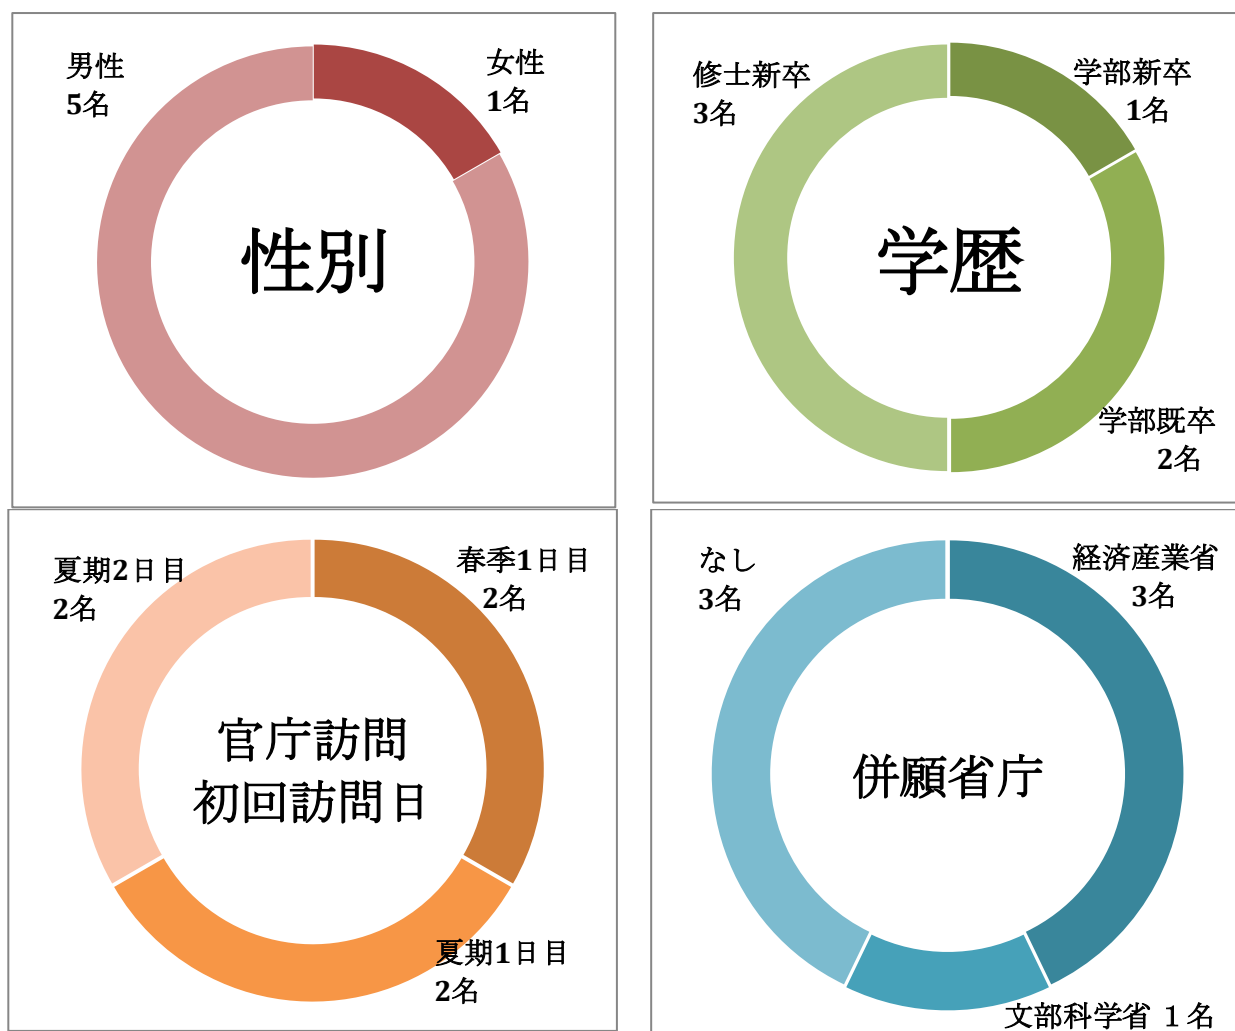 男性
5名
女性
1名
性別
修士新卒
3名
学部新卒
1名
学歴
学部既卒
2名
夏期2日目
2名
春季1日目
2名
官庁訪問
初回訪問日
夏期1日目
2名
なし
3名
経済産業省
3名
併願省庁
文部科学省 １名